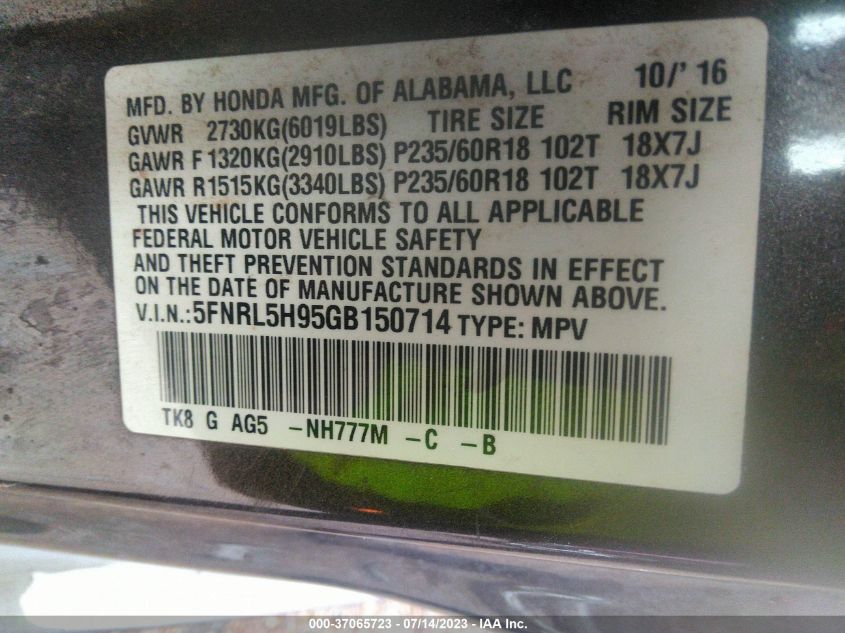 MFD. BY HONDA MFG. OF ALABAMA, LLC 10/'16
GVWR 2730KG(6019LBS) TIRE SIZE RIM SIZE
GAWR F 1320KG(2910LBS) P235/60R18 102T 18X7J
GAWR R1515KG(3340LBS) P235/60R18 102T 18X7J
THIS VEHICLE CONFORMS TO ALL APPLICABLE
FEDERAL MOTOR VEHICLE SAFETY
AND THEFT PREVENTION STANDARDS IN EFFECT
ON THE DATE OF MANUFACTURE SHOWN ABOVE.
V.I.N.:5FNRL5H95GB150714 TYPE: MPV
TK8 G AG5 -NH777M -C -B
000-37065723 - 07/14/2023 - IAAI, Inc.